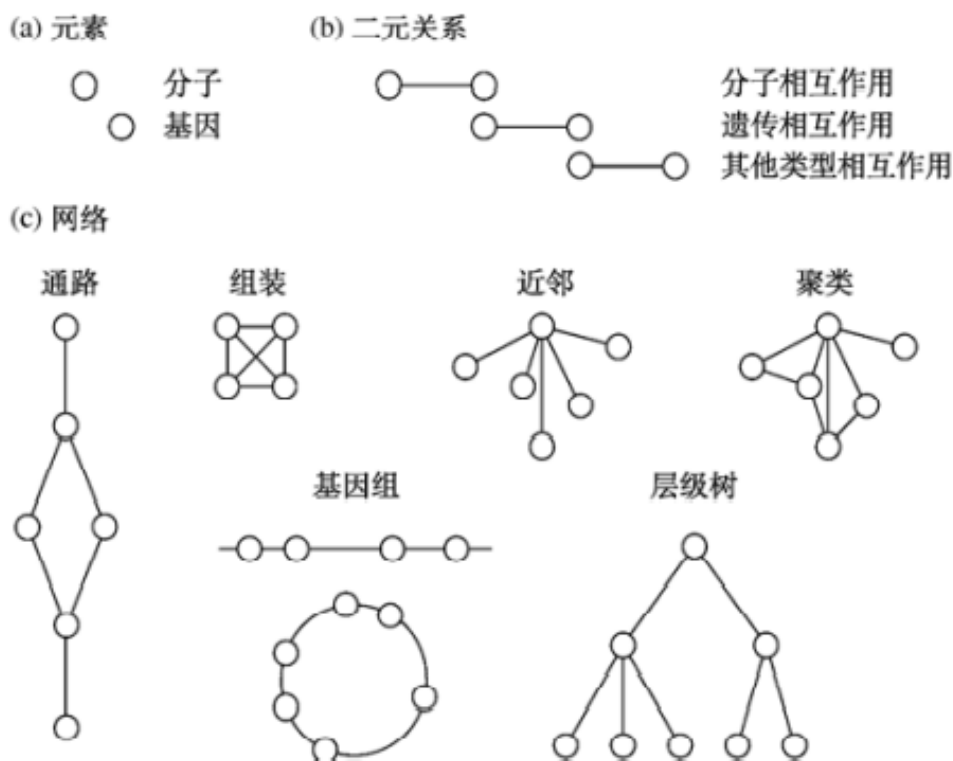 (a) 元素
(b) 二元关系
分子
基因
分子相互作用
遗传相互作用
其他类型相互作用
(c) 网络
通路
组装
近邻
聚类
基因组
层级树